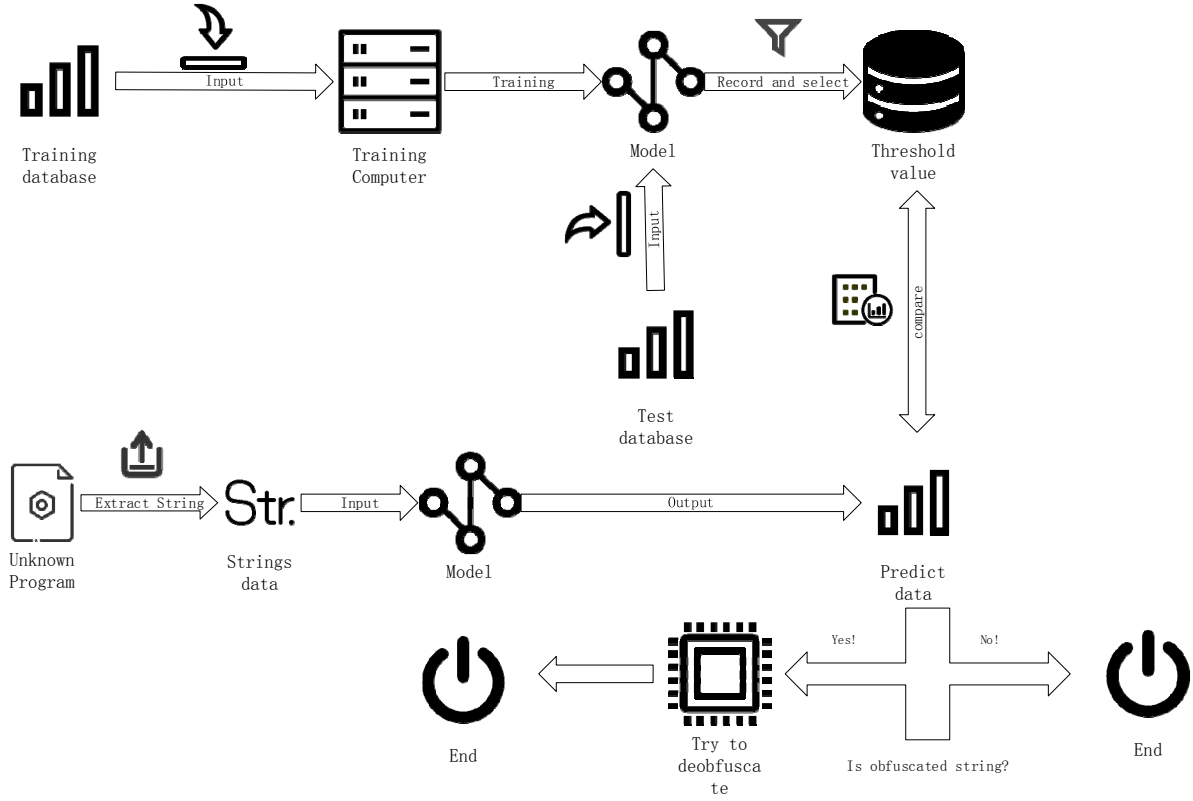 Input
Training
Record and select
Training
database
Training
Computer
Model
Threshold
value
Input
compare
Test
database
Extract String
Str.
Input
Output
Unknown
Program
Strings
data
Model
Predict
data
Yes!
No!
End
Try to
deobfusca
te
Is obfuscated string?
End